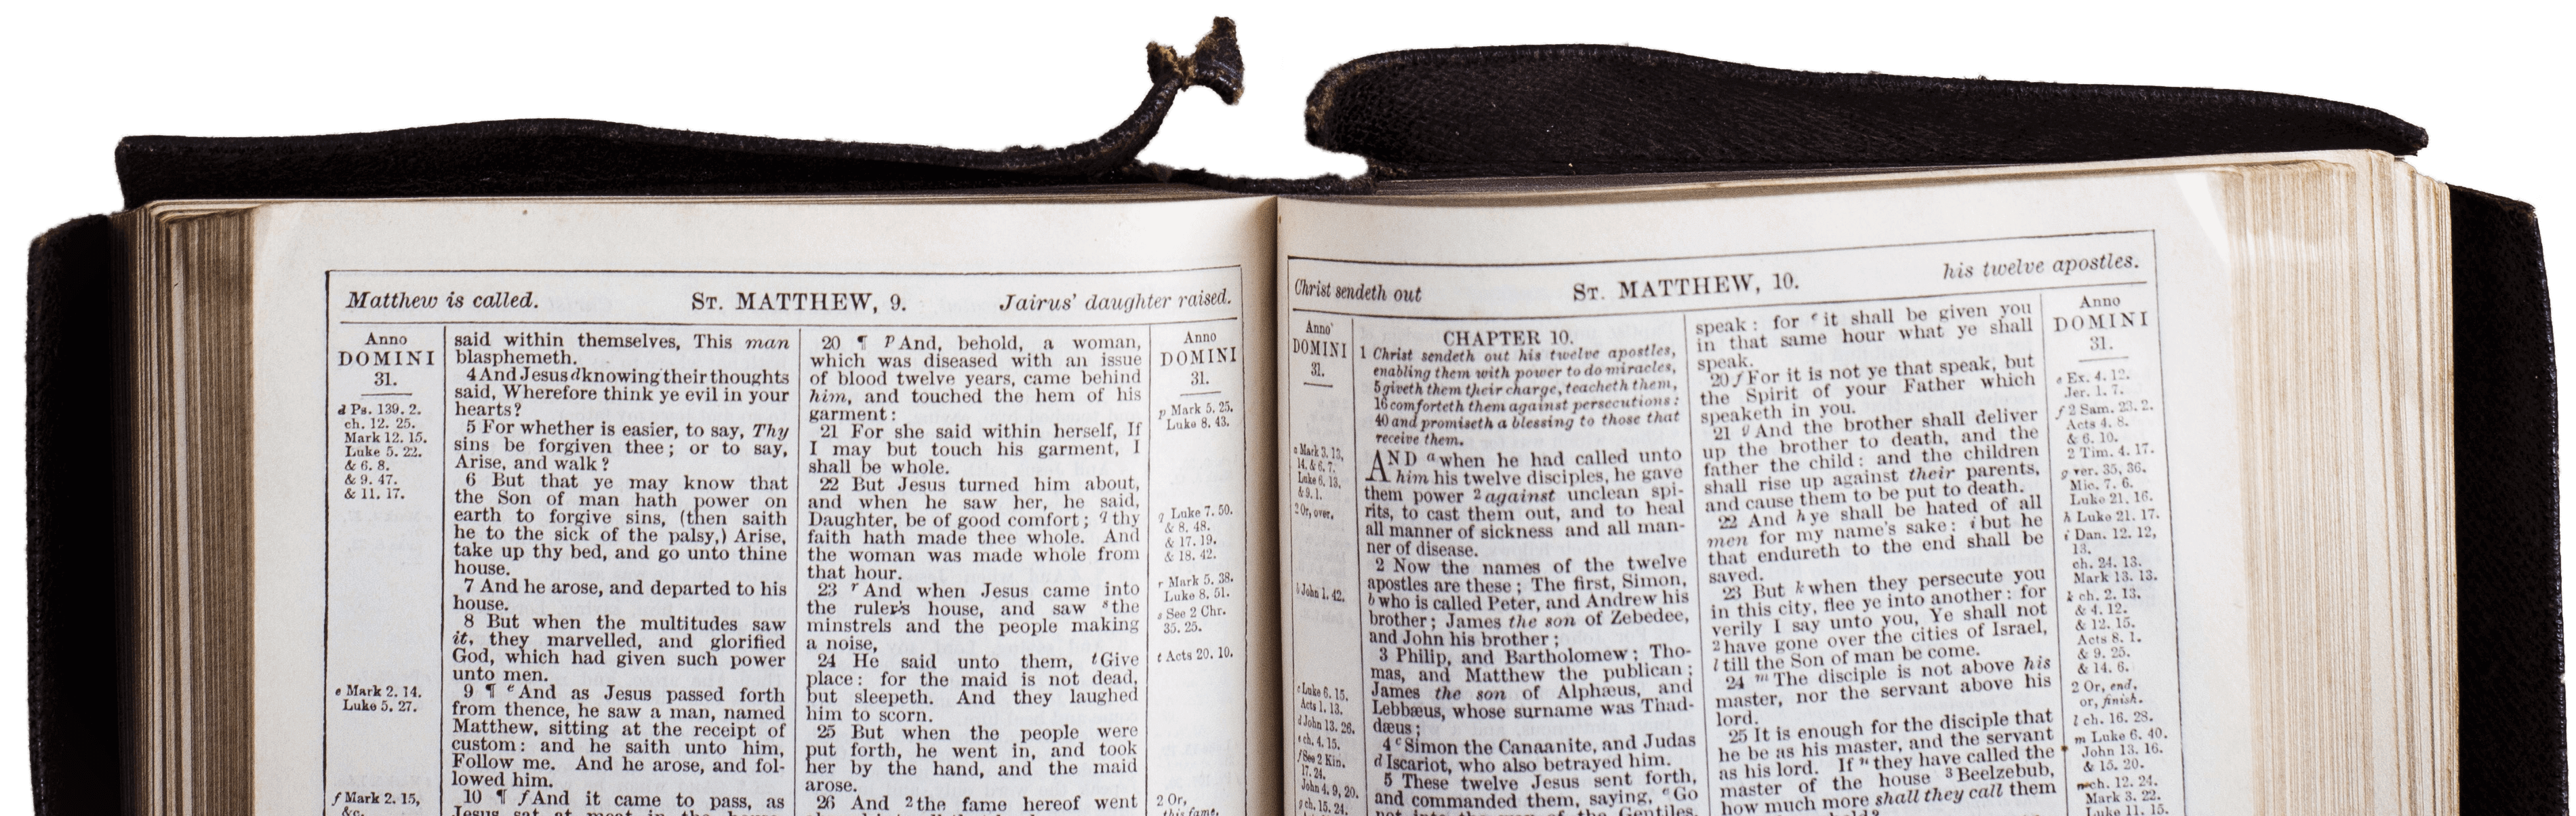 Matthew is called. ST. MATTHEW, 9. Jairus' daughter raised.
Anno
DOMINI
31.
d Ps. 139. 2.
ch. 12. 25.
Mark 12. 15.
Luke 5. 22.
& 6. 8.
& 9. 47.
& 11. 17.
e Mark 2. 14.
Luke 5. 27.
f Mark 2. 15,
&c.
said within themselves, This man
blasphemeth.
4 And Jesus d knowing their thoughts
said, Wherefore think ye evil in your
hearts?
5 For whether is easier, to say, Thy
sins be forgiven thee; or to say,
Arise, and walk?
6 But that ye may know that
the Son of man hath power on
earth to forgive sins, (then saith
he to the sick of the palsy,) Arise,
take up thy bed, and go unto thine
house.
7 And he arose, and departed to his
house.
8 But when the multitudes saw
it, they marvelled, and glorified
God, which had given such power
unto men.
9 ¶ e And as Jesus passed forth
from thence, he saw a man, named
Matthew, sitting at the receipt of
custom: and he saith unto him,
Follow me. And he arose, and fol-
lowed him.
10 ¶ f And it came to pass, as
Jesus sat at meat in the house,
20 ¶ p And, behold, a woman,
which was diseased with an issue
of blood twelve years, came behind
him, and touched the hem of his
garment:
21 For she said within herself, If
I may but touch his garment, I
shall be whole.
22 But Jesus turned him about,
and when he saw her, he said,
Daughter, be of good comfort; q thy
faith hath made thee whole. And
the woman was made whole from
that hour.
23 r And when Jesus came into
the ruler's house, and saw s the
minstrels and the people making
a noise,
24 He said unto them, t Give
place: for the maid is not dead,
but sleepeth. And they laughed
him to scorn.
25 But when the people were
put forth, he went in, and took
her by the hand, and the maid
arose.
26 And 2 the fame hereof went
Anno
DOMINI
31.
p Mark 5. 25.
Luke 8. 43.
q Luke 7. 50.
& 8. 48.
& 17. 19.
& 18. 42.
r Mark 5. 38.
Luke 8. 51.
s See 2 Chr.
35. 25.
t Acts 20. 10.
2 Or,
this fame.
Christ sendeth out ST. MATTHEW, 10. his twelve apostles.
Anno
DOMINI
31.
a Mark 3. 13,
14. & 6. 7.
Luke 6. 13,
& 9. 1.
2 Or, over.
b John 1. 42.
c Luke 6. 15.
Acts 1. 13.
d John 13. 26.
e ch. 4. 15.
f See 2 Kin.
17. 24.
John 4. 9, 20.
g ch. 15. 24.
CHAPTER 10.
1 Christ sendeth out his twelve apostles,
enabling them with power to do miracles,
5 giveth them their charge, teacheth them,
16 comforteth them against persecutions:
40 and promiseth a blessing to those that
receive them.
AND a when he had called unto
him his twelve disciples, he gave
them power 2 against unclean spi-
rits, to cast them out, and to heal
all manner of sickness and all man-
ner of disease.
2 Now the names of the twelve
apostles are these; The first, Simon,
b who is called Peter, and Andrew his
brother; James the son of Zebedee,
and John his brother;
3 Philip, and Bartholomew; Tho-
mas, and Matthew the publican;
James the son of Alphæus, and
Lebbæus, whose surname was Thad-
dæus;
4 c Simon the Canaanite, and Judas
d Iscariot, who also betrayed him.
5 These twelve Jesus sent forth,
and commanded them, saying, e Go
not into the way of the Gentiles,
speak: for e it shall be given you
in that same hour what ye shall
speak.
20 f For it is not ye that speak, but
the Spirit of your Father which
speaketh in you.
21 g And the brother shall deliver
up the brother to death, and the
father the child: and the children
shall rise up against their parents,
and cause them to be put to death.
22 And h ye shall be hated of all
men for my name's sake: i but he
that endureth to the end shall be
saved.
23 But k when they persecute you
in this city, flee ye into another: for
verily I say unto you, Ye shall not
2 have gone over the cities of Israel,
l till the Son of man be come.
24 m The disciple is not above his
master, nor the servant above his
lord.
25 It is enough for the disciple that
he be as his master, and the servant
as his lord. If n they have called the
master of the house 3 Beelzebub,
how much more shall they call them
Anno
DOMINI
31.
e Ex. 4. 12.
Jer. 1. 7.
f 2 Sam. 23. 2.
Acts 4. 8.
& 6. 10.
2 Tim. 4. 17.
g ver. 35, 36.
Mic. 7. 6.
Luke 21. 16.
h Luke 21. 17.
i Dan. 12. 12,
13.
ch. 24. 13.
Mark 13. 13.
k ch. 2. 13.
& 4. 12.
& 12. 15.
Acts 8. 1.
& 9. 25.
& 14. 6.
2 Or, end,
or, finish.
l ch. 16. 28.
m Luke 6. 40.
John 13. 16.
& 15. 20.
n ch. 12. 24.
Mark 3. 22.
Luke 11. 15.